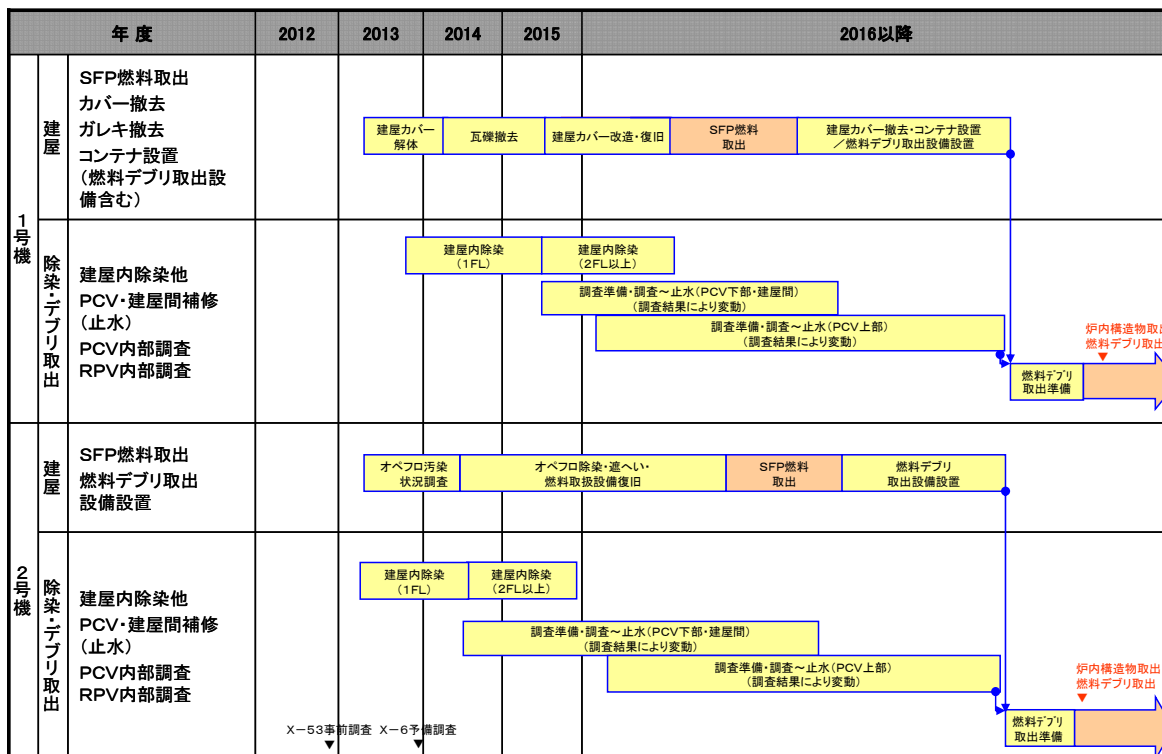 年度 2012 2013 2014 2015 2016以降
1号機
建屋
SFP燃料取出
カバー撤去
ガレキ撤去
コンテナ設置
(燃料デブリ取出設
備含む)
建屋カバー
解体
瓦礫撤去
建屋カバー改造・復旧
SFP燃料
取出
建屋カバー撤去・コンテナ設置
/燃料デブリ取出設備設置
除染・デブリ取出
建屋内除染他
PCV・建屋間補修
(止水)
PCV内部調査
RPV内部調査
建屋内除染
(1FL)
建屋内除染
(2FL以上)
調査準備・調査~止水(PCV下部・建屋間)
(調査結果により変動)
調査準備・調査~止水(PCV上部)
(調査結果により変動)
炉内構造物取出
燃料デブリ取出
▼
燃料デブリ
取出準備
2号機
建屋
SFP燃料取出
燃料デブリ取出
設備設置
オペフロ汚染
状況調査
オペフロ除染・遮へい・
燃料取扱設備復旧
SFP燃料
取出
燃料デブリ
取出設備設置
除染・デブリ取出
建屋内除染他
PCV・建屋間補修
(止水)
PCV内部調査
RPV内部調査
建屋内除染
(1FL)
建屋内除染
(2FL以上)
調査準備・調査~止水(PCV下部・建屋間)
(調査結果により変動)
調査準備・調査~止水(PCV上部)
(調査結果により変動)
炉内構造物取出
燃料デブリ取出
▼
X-53事前調査 X-6予備調査
▼ ▼
燃料デブリ
取出準備